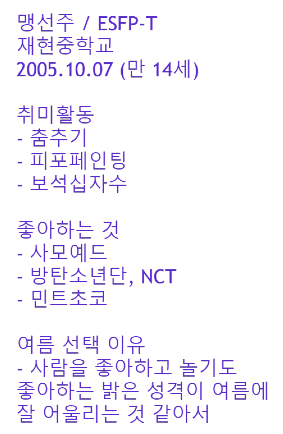 맹선주 / ESFP-T
재현중학교
2005.10.07 (만 14세)
취미활동
- 춤추기
- 피포페인팅
- 보석십자수
좋아하는 것
- 사모예드
- 방탄소년단, NCT
- 민트초코
여름 선택 이유
- 사람을 좋아하고 놀기도
좋아하는 밝은 성격이 여름에
잘 어울리는 것 같아서